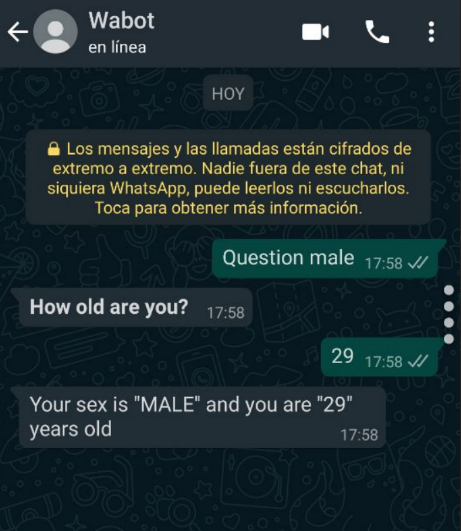 Wabot
en línea
HOY
Los mensajes y las llamadas están cifrados de
extremo a extremo. Nadie fuera de este chat, ni
siquiera WhatsApp, puede leerlos ni escucharlos.
Toca para obtener más información.
Question male 17:58
How old are you? 17:58
29 17:58
Your sex is "MALE" and you are "29"
years old 17:58